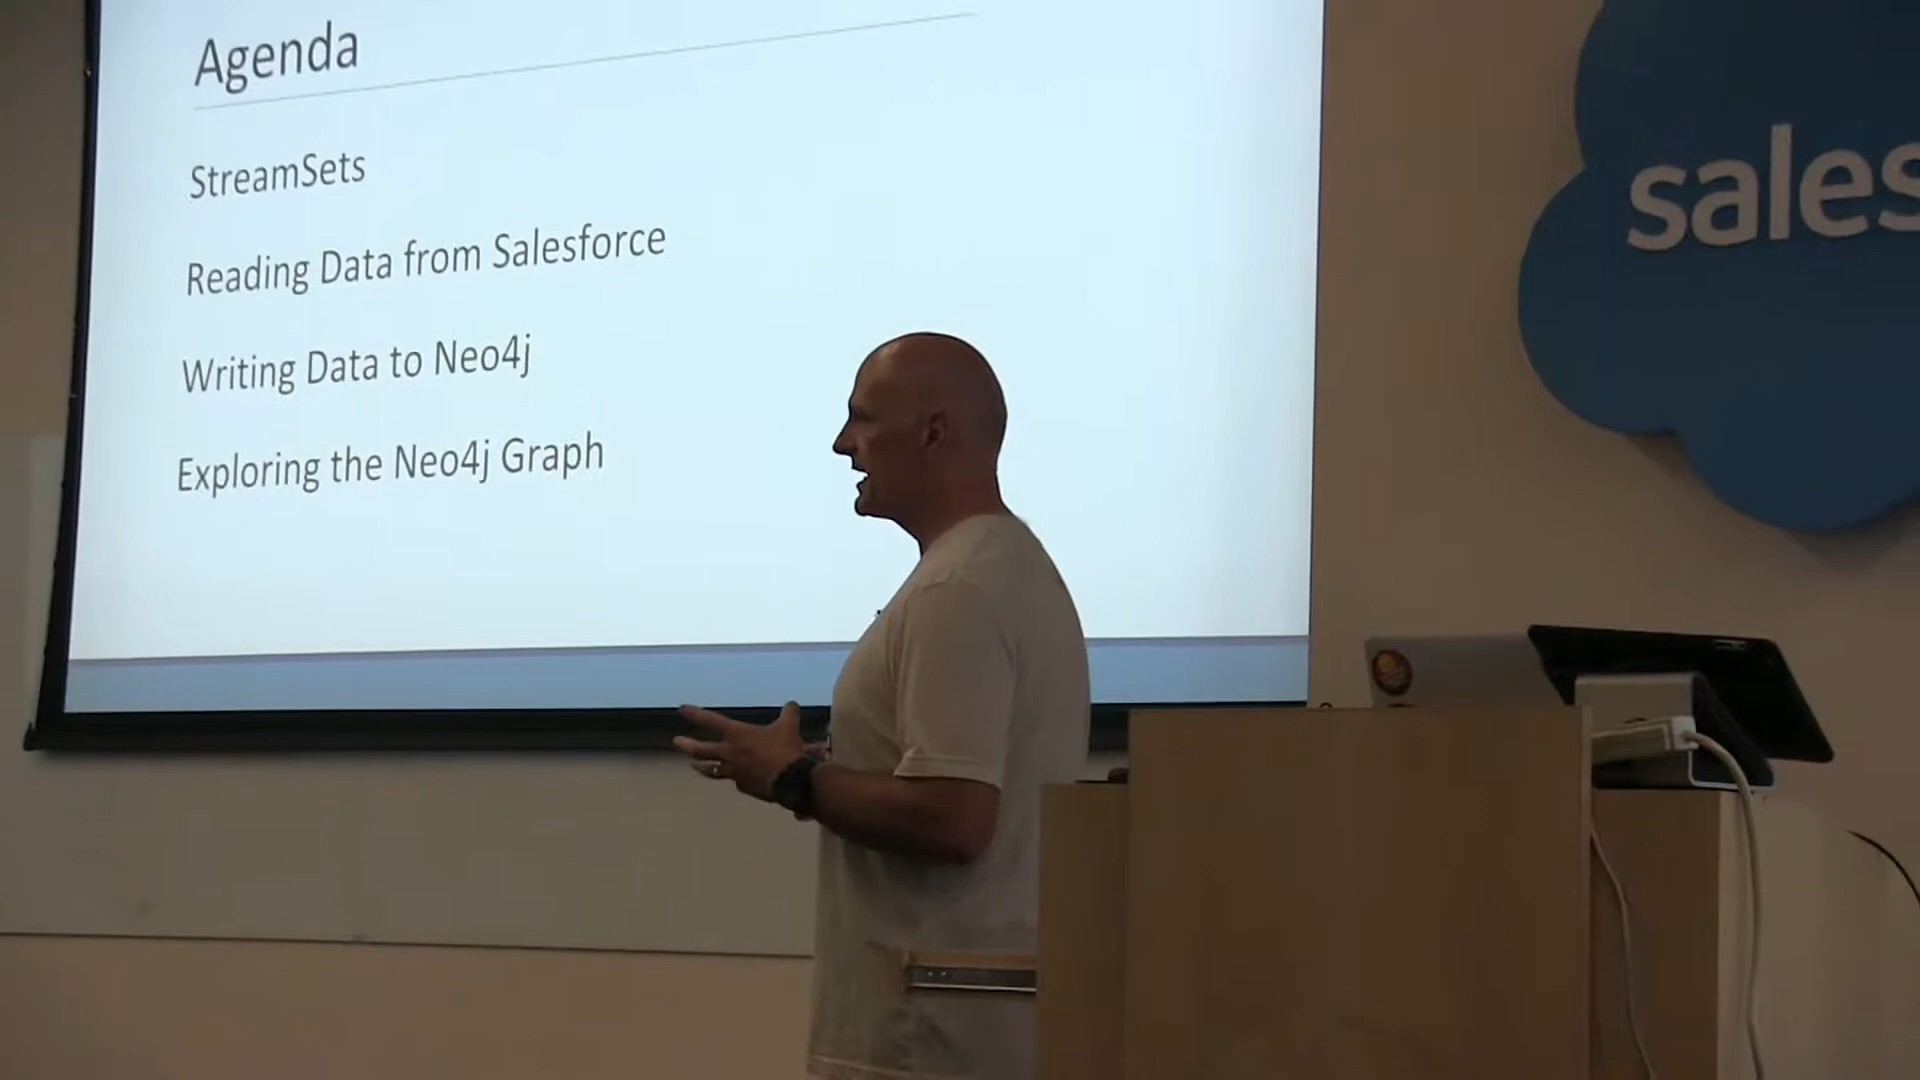 Agenda
StreamSets
Reading Data from Salesforce
Writing Data to Neo4j
Exploring the Neo4j Graph
sales